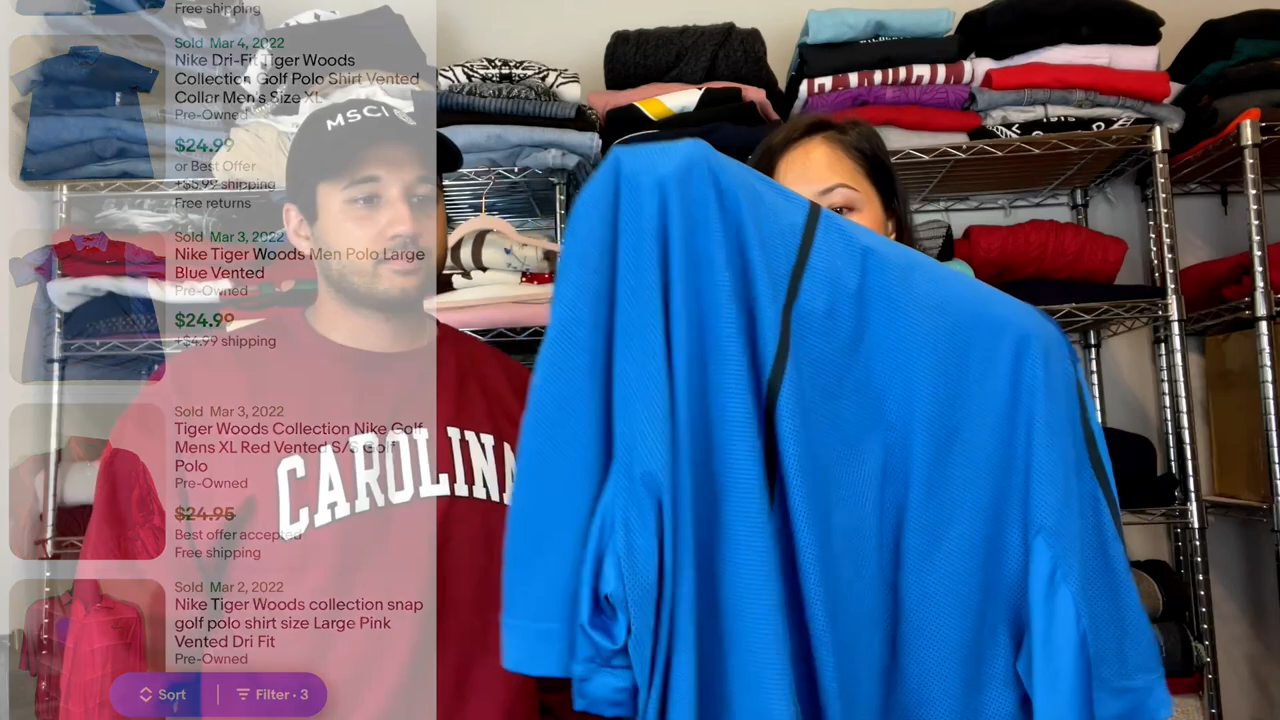 Free shipping
Sold Mar 4, 2022
Nike Dri-Fit Tiger Woods
Collection Golf Polo Shirt Vented
Collar Men's Size XL
Pre-Owned
$24.99
or Best Offer
+$5.99 shipping
Free returns
Sold Mar 3, 2022
Nike Tiger Woods Men Polo Large
Blue Vented
Pre-Owned
$24.99
+$4.99 shipping
Sold Mar 3, 2022
Tiger Woods Collection Nike Golf
Mens XL Red Vented S/S Golf
Polo
Pre-Owned
$24.95
Best offer accepted
Free shipping
Sold Mar 2, 2022
Nike Tiger Woods collection snap
golf polo shirt size Large Pink
Vented Dri Fit
Pre-Owned
Sort
Filter · 3
MSCI
CAROLINA